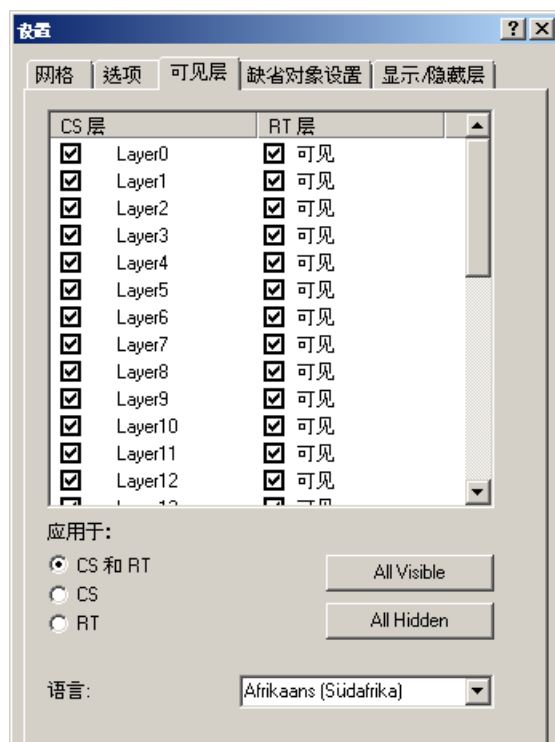 设置
网格 选项 可见层 缺省对象设置 显示/隐藏层
CS 层 RT 层
Layer0 可见
Layer1 可见
Layer2 可见
Layer3 可见
Layer4 可见
Layer5 可见
Layer6 可见
Layer7 可见
Layer8 可见
Layer9 可见
Layer10 可见
Layer11 可见
Layer12 可见
应用于:
CS 和 RT
CS
RT
All Visible
All Hidden
语言: Afrikaans (Südafrika)